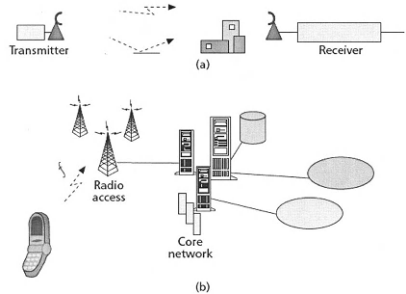 Transmitter
Receiver
(a)
Radio
access
Core
network
(b)